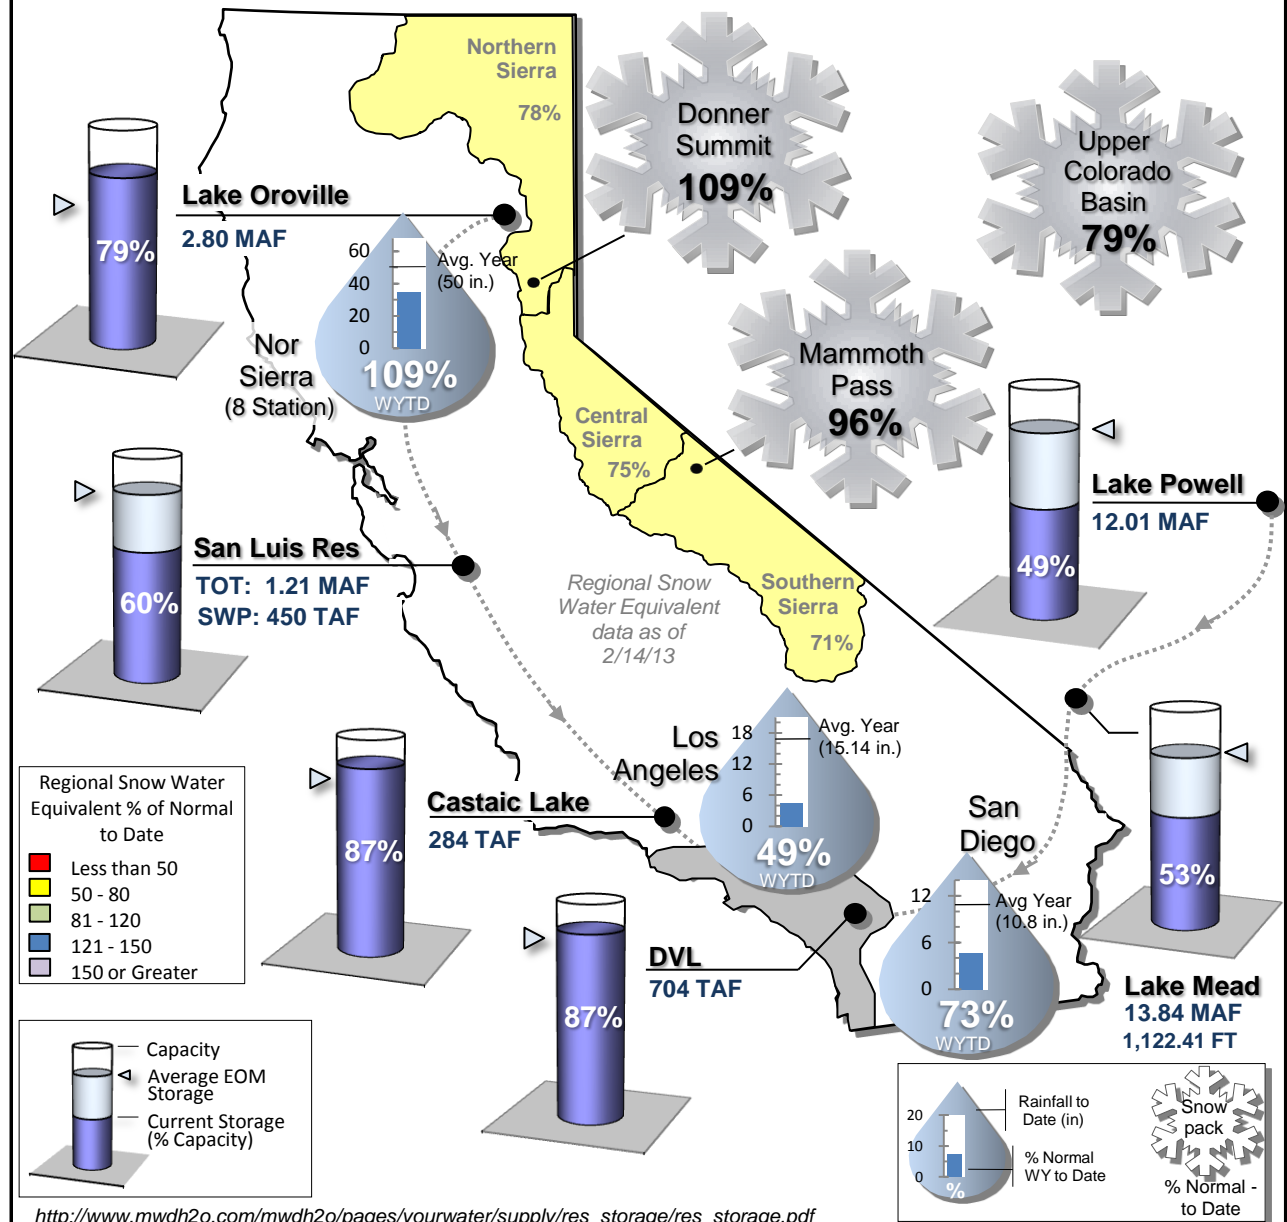 Northern
Sierra
78%
Donner
Summit
109%
Upper
Colorado
Basin
79%
Lake Oroville
2.80 MAF
79%
60
40
20
0
Avg. Year
(50 in.)
109%
WYTD
Nor
Sierra
(8 Station)
Mammoth
Pass
96%
Central
Sierra
75%
Lake Powell
12.01 MAF
49%
San Luis Res
TOT: 1.21 MAF
SWP: 450 TAF
60%
Regional Snow
Water Equivalent
data as of
2/14/13
Southern
Sierra
71%
Los
Angeles
18
12
6
0
Avg. Year
(15.14 in.)
49%
WYTD
Castaic Lake
284 TAF
87%
San
Diego
12
6
0
Avg Year
(10.8 in.)
73%
WYTD
53%
Lake Mead
13.84 MAF
1,122.41 FT
DVL
704 TAF
87%
Regional Snow Water
Equivalent % of Normal
to Date
Less than 50
50 - 80
81 - 120
121 - 150
150 or Greater
Capacity
Average EOM
Storage
Current Storage
(% Capacity)
20
10
0
%
Rainfall to
Date (in)
% Normal
WY to Date
Snow
pack
% Normal -
to Date
http://www.mwdh2o.com/mwdh2o/pages/yourwater/supply/res_storage/res_storage.pdf